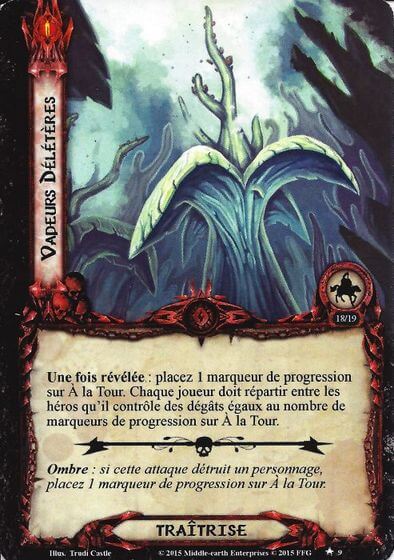 Vapeurs Délétères
18/19
Une fois révélée : placez 1 marqueur de progression
sur À la Tour. Chaque joueur doit répartir entre les
héros qu'il contrôle des dégâts égaux au nombre de
marqueurs de progression sur À la Tour.
Ombre : si cette attaque détruit un personnage,
placez 1 marqueur de progression sur À la Tour.
TRAÎTRISE
Illus. Trudi Castle © 2015 Middle-earth Enterprises © 2015 FFG 9